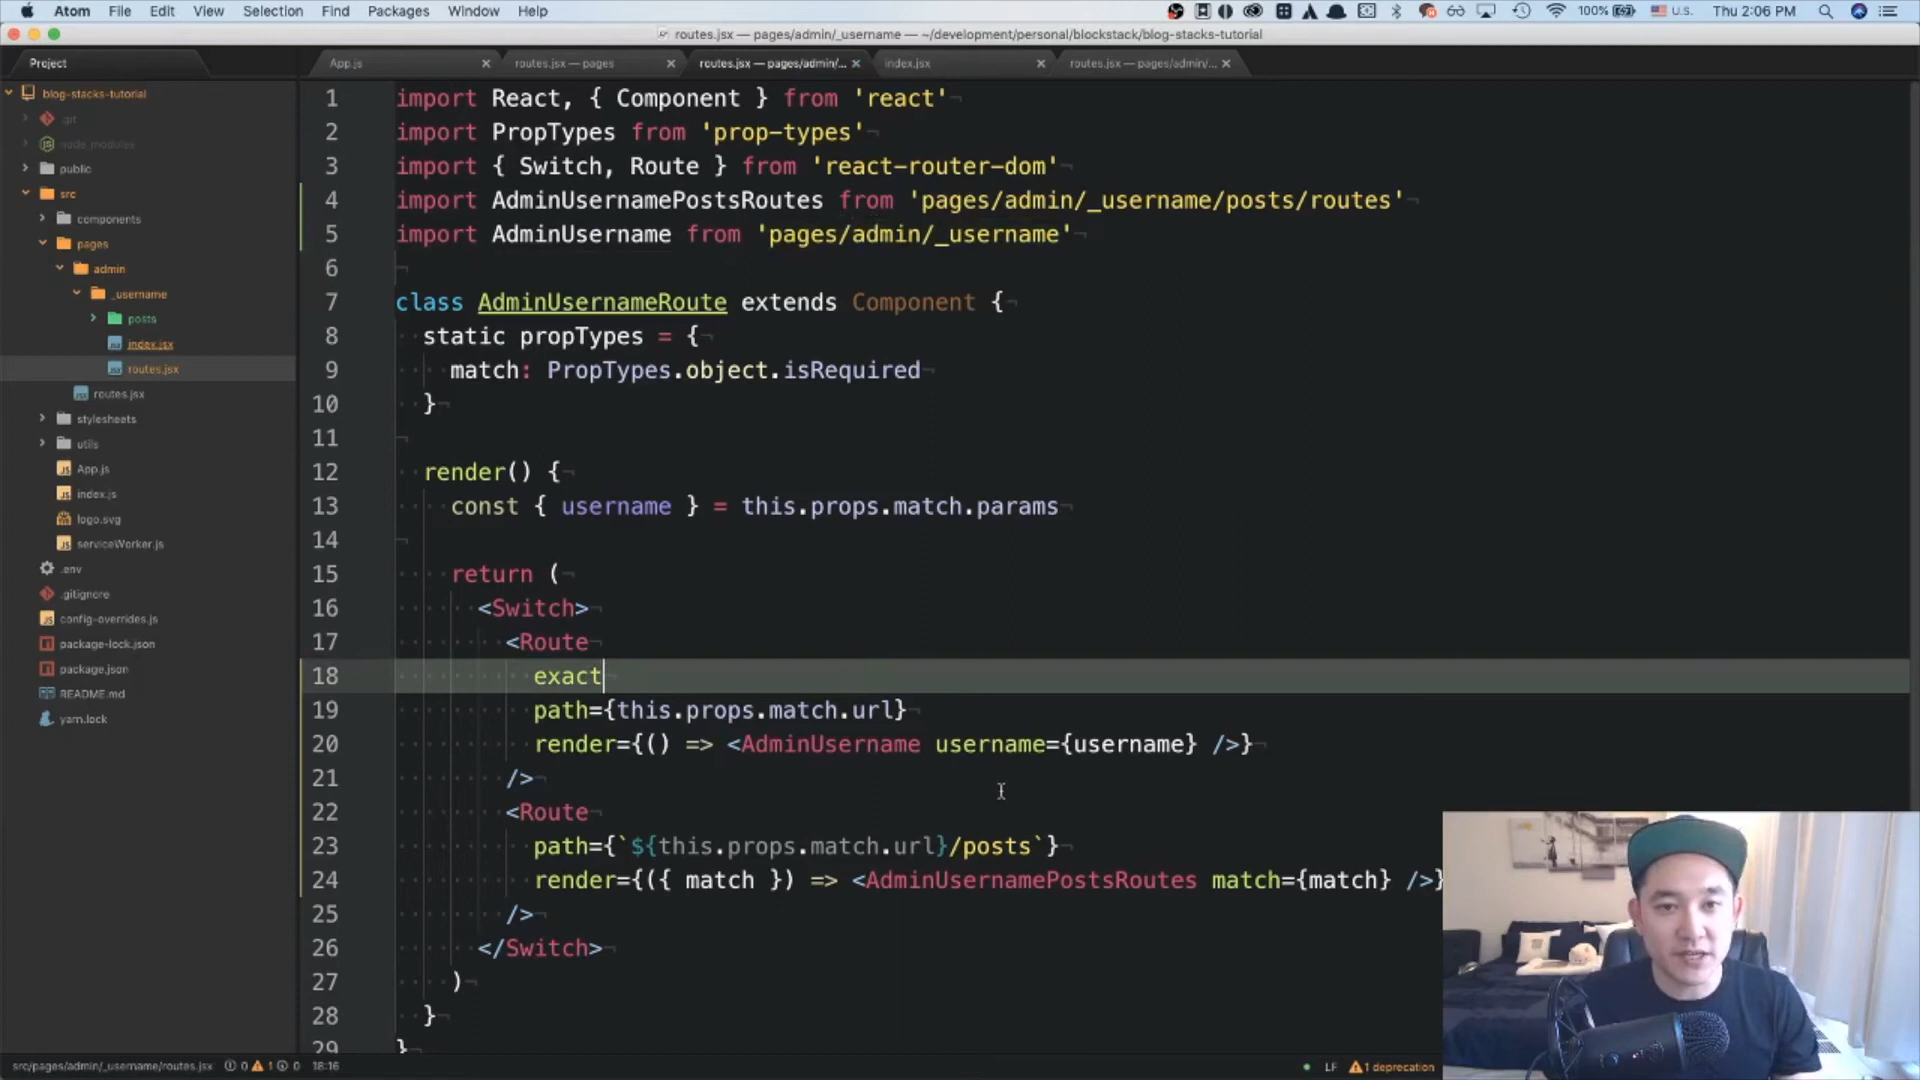 Atom File Edit View Selection Find Packages Window Help 100% U.S. Thu 2:06 PM
routes.jsx — pages/admin/_username — ~/development/personal/blockstack/blog-stacks-tutorial
Project
App.js
routes.jsx — pages
routes.jsx — pages/admin/...
index.jsx
routes.jsx — pages/admin/...
blog-stacks-tutorial
.git
node_modules
public
src
components
pages
admin
_username
posts
index.jsx
routes.jsx
routes.jsx
stylesheets
utils
App.js
index.js
logo.svg
serviceWorker.js
.env
.gitignore
config-overrides.js
package-lock.json
package.json
README.md
yarn.lock
1 import React, { Component } from 'react'
2 import PropTypes from 'prop-types'
3 import { Switch, Route } from 'react-router-dom'
4 import AdminUsernamePostsRoutes from 'pages/admin/_username/posts/routes'
5 import AdminUsername from 'pages/admin/_username'
6
7 class AdminUsernameRoute extends Component {
8 static propTypes = {
9 match: PropTypes.object.isRequired
10 }
11
12 render() {
13 const { username } = this.props.match.params
14
15 return (
16 <Switch>
17 <Route
18 exact
19 path={this.props.match.url}
20 render={() => <AdminUsername username={username} />}
21 />
22 <Route
23 path={`${this.props.match.url}/posts`}
24 render={({ match }) => <AdminUsernamePostsRoutes match={match} />}
25 />
26 </Switch>
27 )
28 }
29 }
src/pages/admin/_username/routes.jsx 0 1 0 18:16 LF 1 deprecation